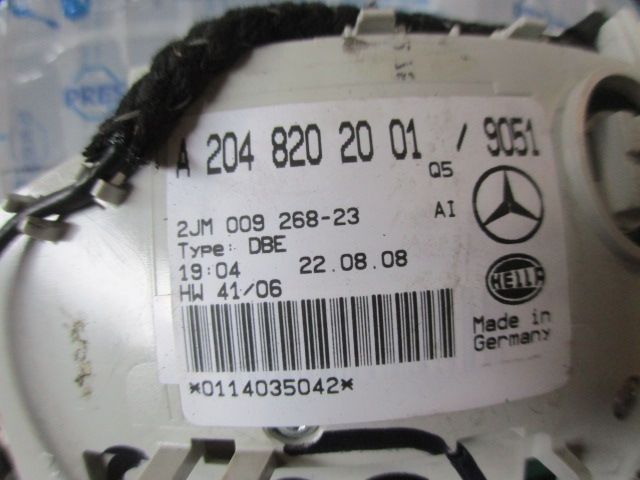 A 204 820 20 01 / 9051
Q5
2JM 009 268-23 AI
Type: DBE
19:04 22.08.08
HW 41/06
HELLA
Made in
Germany
*0114035042*